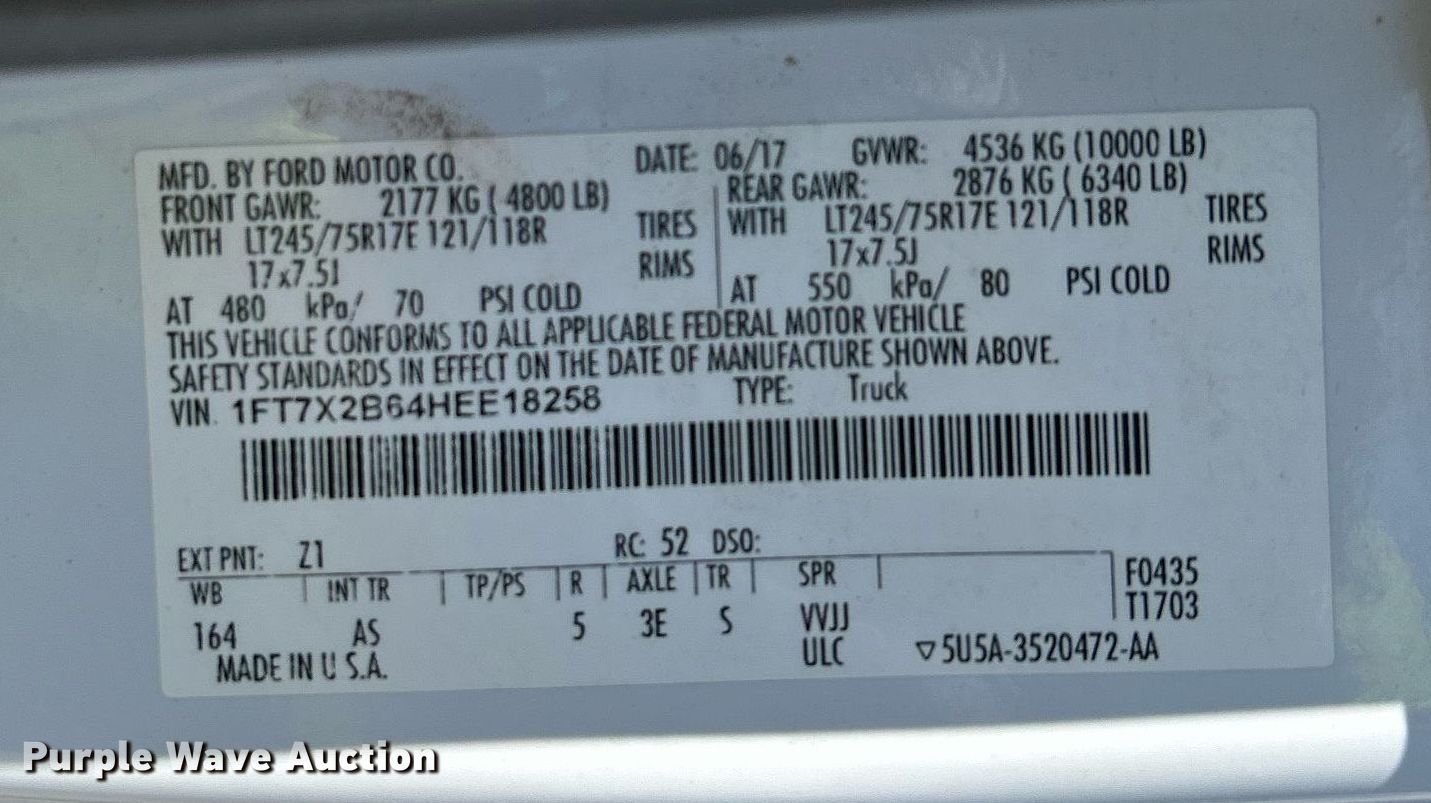 MFD. BY FORD MOTOR CO. DATE: 06/17 GVWR: 4536 KG (10000 LB)
FRONT GAWR: 2177 KG ( 4800 LB) REAR GAWR: 2876 KG ( 6340 LB)
WITH LT245/75R17E 121/118R TIRES WITH LT245/75R17E 121/118R TIRES
17x7.5J RIMS 17x7.5J RIMS
AT 480 kPa/ 70 PSI COLD AT 550 kPa/ 80 PSI COLD
THIS VEHICLE CONFORMS TO ALL APPLICABLE FEDERAL MOTOR VEHICLE
SAFETY STANDARDS IN EFFECT ON THE DATE OF MANUFACTURE SHOWN ABOVE.
VIN. 1FT7X2B64HEE18258 TYPE: Truck
EXT PNT: Z1 RC: 52 DSO:
WB INT TR TP/PS R AXLE TR SPR F0435
T1703
164 AS 5 3E S VVJJ
MADE IN U S.A. ULC ▽5U5A-3520472-AA
Purple Wave Auction